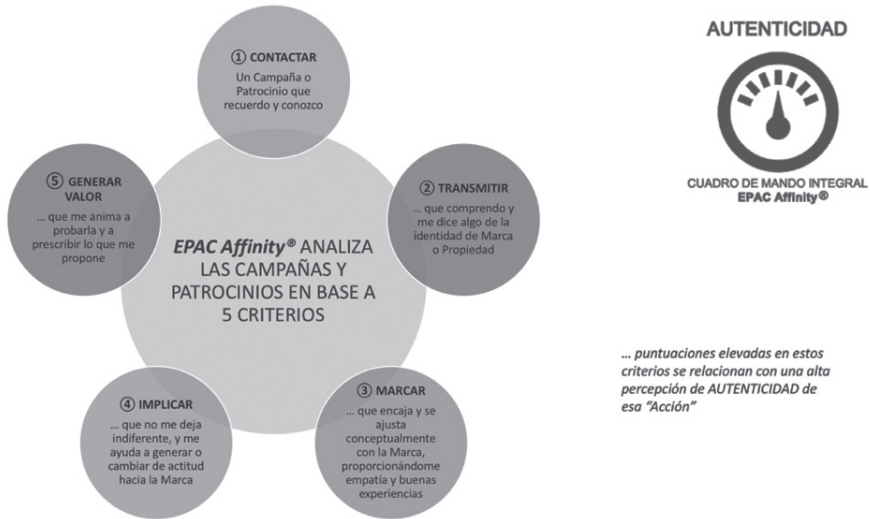 ① CONTACTAR
Un Campaña o
Patrocinio que
recuerdo y conozco
② TRANSMITIR
... que comprendo y
me dice algo de la
identidad de Marca
o Propiedad
③ MARCAR
... que encaja y se
ajusta
conceptualmente
con la Marca,
proporcionándome
empatía y buenas
experiencias
④ IMPLICAR
... que no me deja
indiferente, y me
ayuda a generar o
cambiar de actitud
hacia la Marca
⑤ GENERAR
VALOR
... que me anima a
probarla y a
prescribir lo que me
propone
EPAC Affinity® ANALIZA
LAS CAMPAÑAS Y
PATROCINIOS EN BASE A
5 CRITERIOS
AUTENTICIDAD
CUADRO DE MANDO INTEGRAL
EPAC Affinity®
... puntuaciones elevadas en estos
criterios se relacionan con una alta
percepción de AUTENTICIDAD de
esa “Acción”